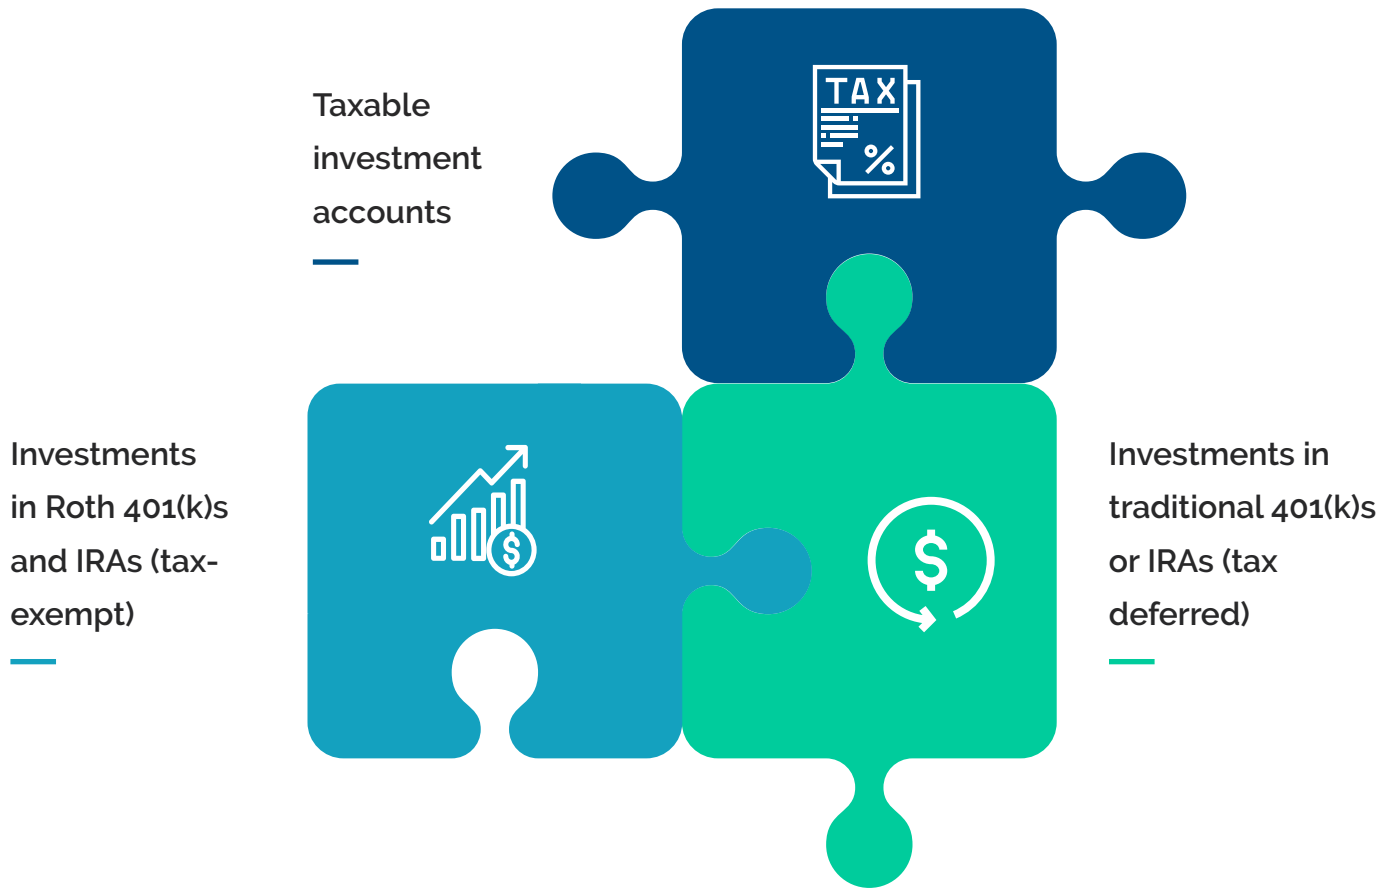 TAX
%
Taxable
investment
accounts
Investments
in Roth 401(k)s
and IRAs (tax-
exempt)
$
$
Investments in
traditional 401(k)s
or IRAs (tax
deferred)